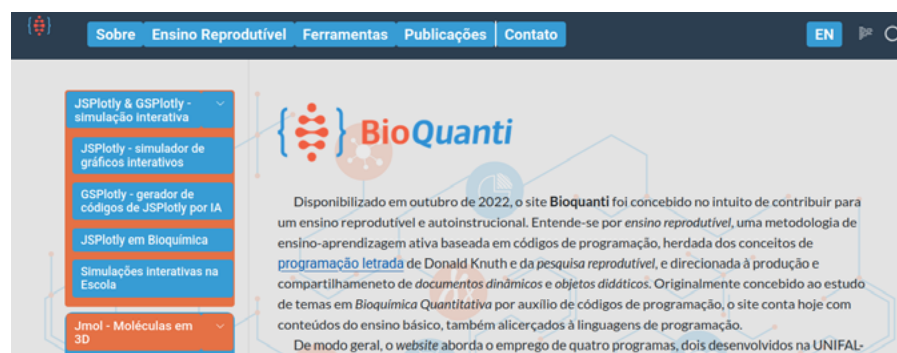 Sobre Ensino Reprodutível Ferramentas Publicações Contato EN
JSPlotly & GSPlotly -
simulação interativa
JSPlotly - simulador de
gráficos interativos
GSPlotly - gerador de
códigos de JSPlotly por IA
JSPlotly em Bioquímica
Simulações interativas na
Escola
Jmol - Moléculas em
3D
BioQuanti
Disponibilizado em outubro de 2022, o site Bioquanti foi concebido no intuito de contribuir para
um ensino reprodutível e autoinstrucional. Entende-se por ensino reprodutível, uma metodologia de
ensino-aprendizagem ativa baseada em códigos de programação, herdada dos conceitos de
programação letrada de Donald Knuth e da pesquisa reprodutível, e direcionada à produção e
compartilhameneto de documentos dinâmicos e objetos didáticos. Originalmente concebido ao estudo
de temas em Bioquímica Quantitativa por auxílio de códigos de programação, o site conta hoje com
conteúdos do ensino básico, também alicerçados à linguagens de programação.
De modo geral, o website aborda o emprego de quatro programas, dois desenvolvidos na UNIFAL-